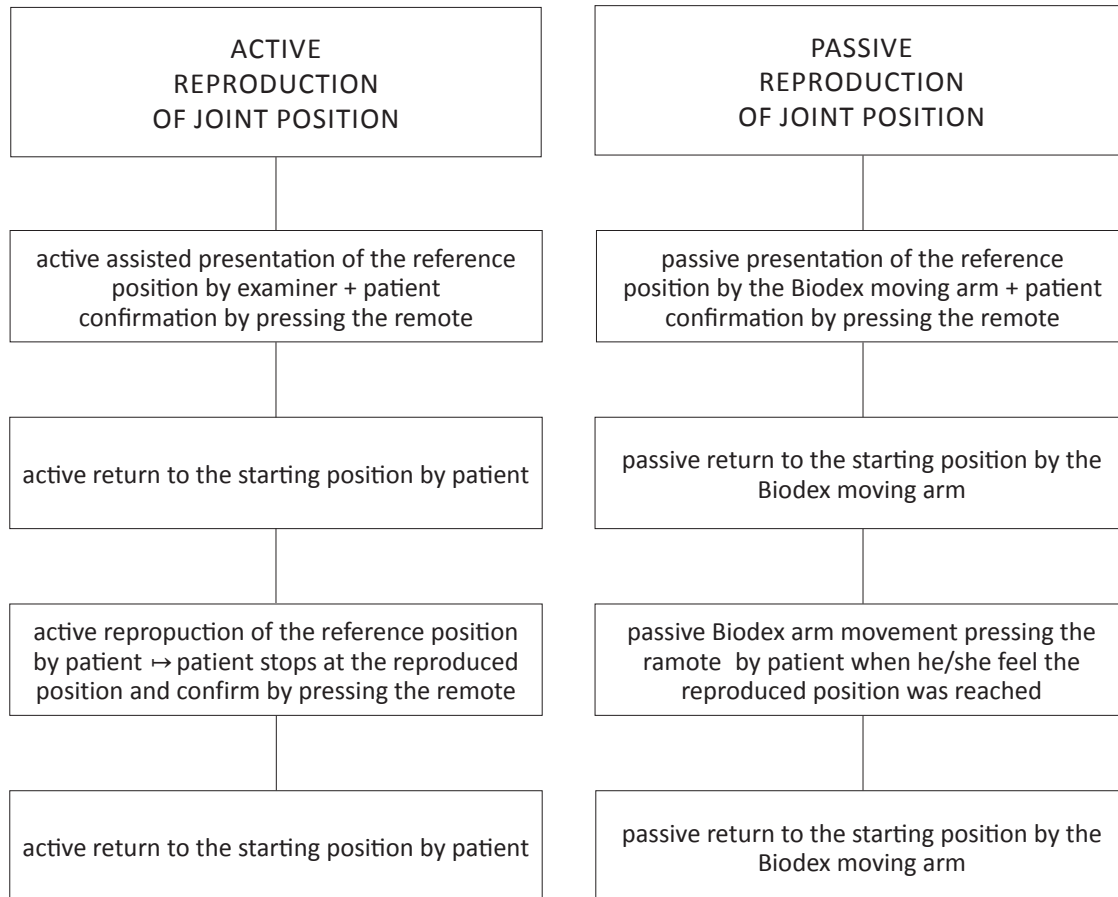 ACTIVE
REPRODUCTION
OF JOINT POSITION
active assisted presentation of the reference
position by examiner + patient
confirmation by pressing the remote
active return to the starting position by patient
active repropuction of the reference position
by patient ↦ patient stops at the reproduced
position and confirm by pressing the remote
active return to the starting position by patient
PASSIVE
REPRODUCTION
OF JOINT POSITION
passive presentation of the reference
position by the Biodex moving arm + patient
confirmation by pressing the remote
passive return to the starting position by the
Biodex moving arm
passive Biodex arm movement pressing the
ramote by patient when he/she feel the
reproduced position was reached
passive return to the starting position by the
Biodex moving arm